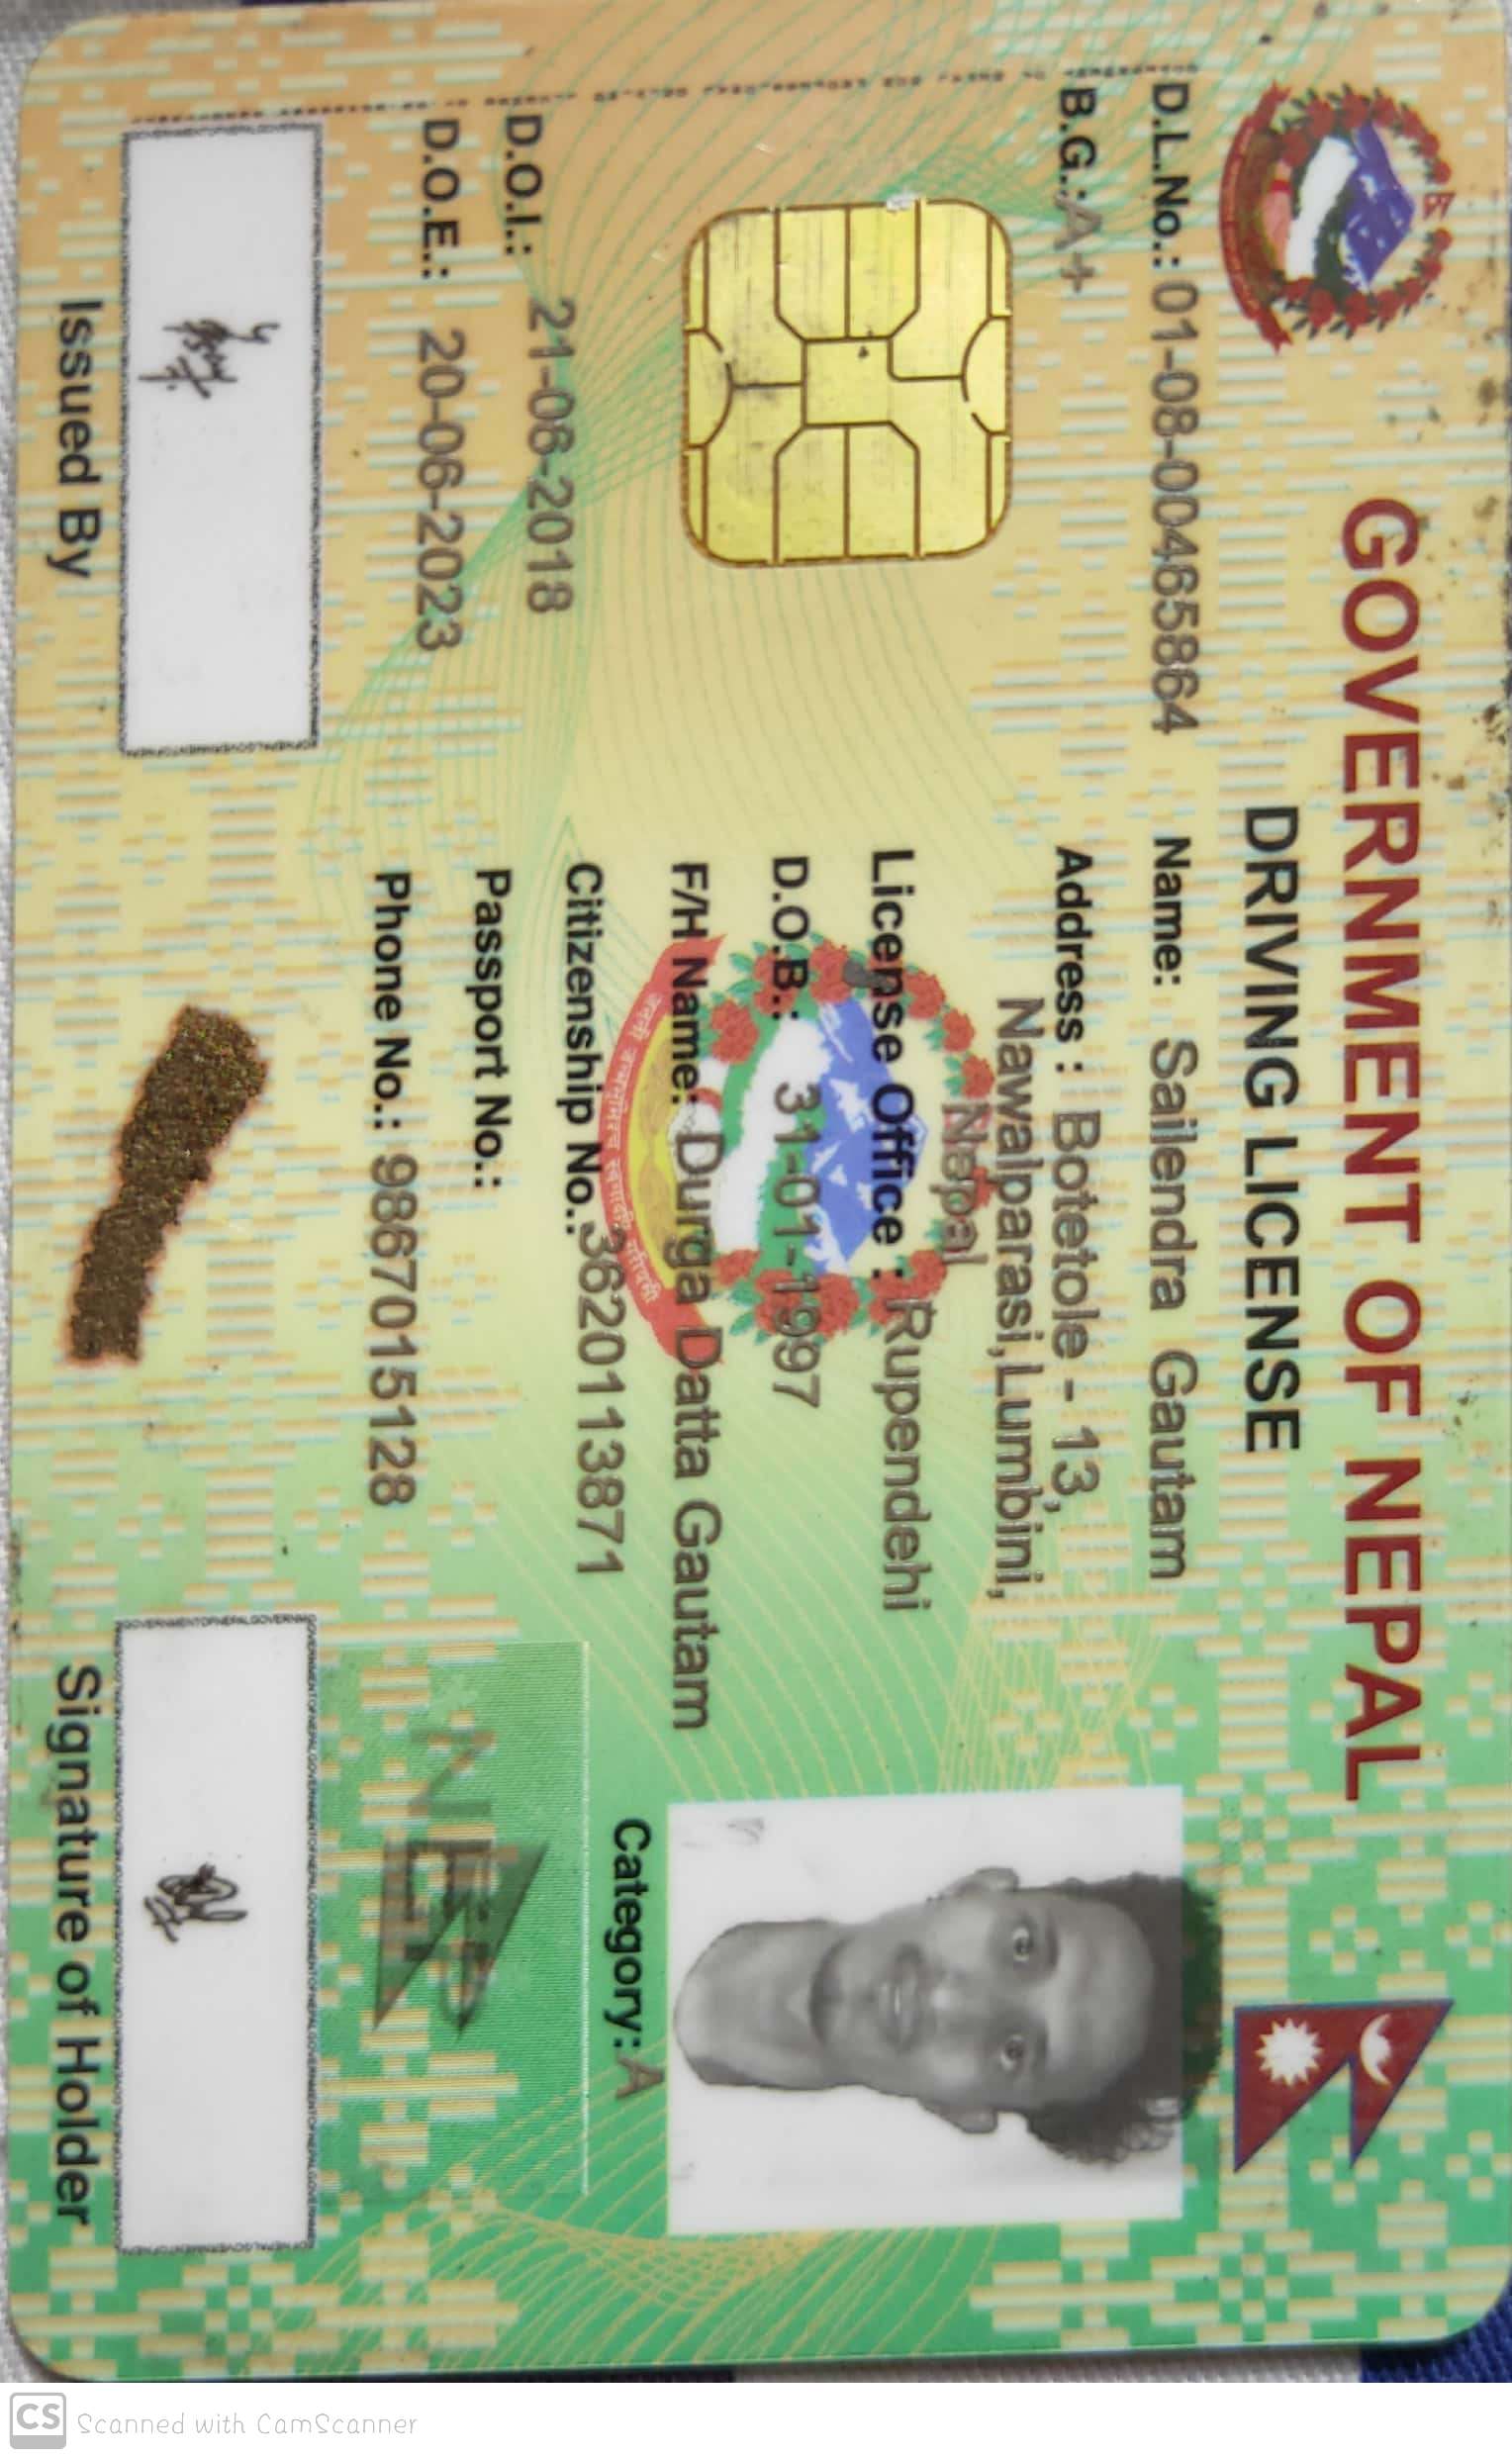 GOVERNMENT OF NEPAL
DRIVING LICENSE
D.L.No.: 01-08-00465864
B.G.: A+
Name: Sailendra Gautam
Address : Botetole - 13,
Nawalparasi,Lumbini,
Nepal
License Office : Rupendehi
D.O.B.: 31-01-1997
F/H Name: Durga Datta Gautam
Citizenship No.: 36201113871
Passport No.:
Phone No.: 9867015128
D.O.I.: 21-06-2018
D.O.E.: 20-06-2023
Category: A
NEP
Issued By
Signature of Holder
CS Scanned with CamScanner